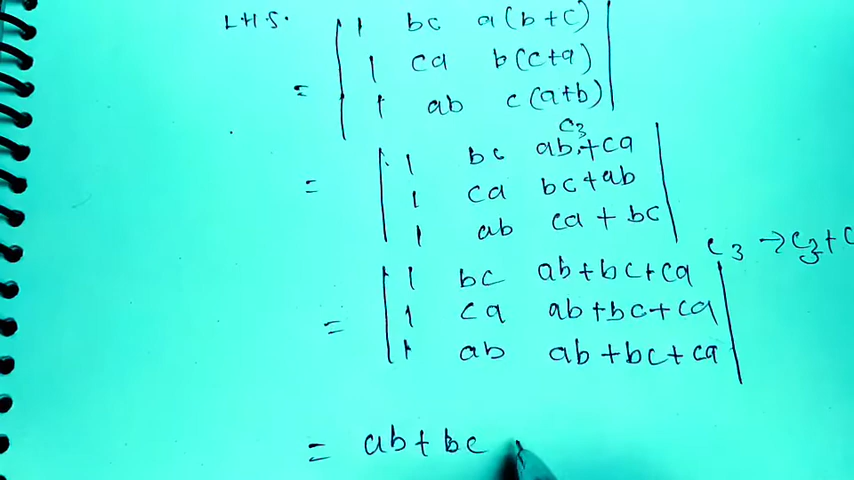 L.H.S.
| 1 bc a(b+c) |
= | 1 ca b(c+a) |
| 1 ab c(a+b) |
C3
| 1 bc ab+ca |
= | 1 ca bc+ab |
| 1 ab ca+bc |
C3 → C3+C
| 1 bc ab+bc+ca |
= | 1 ca ab+bc+ca |
| 1 ab ab+bc+ca |
= ab+bc